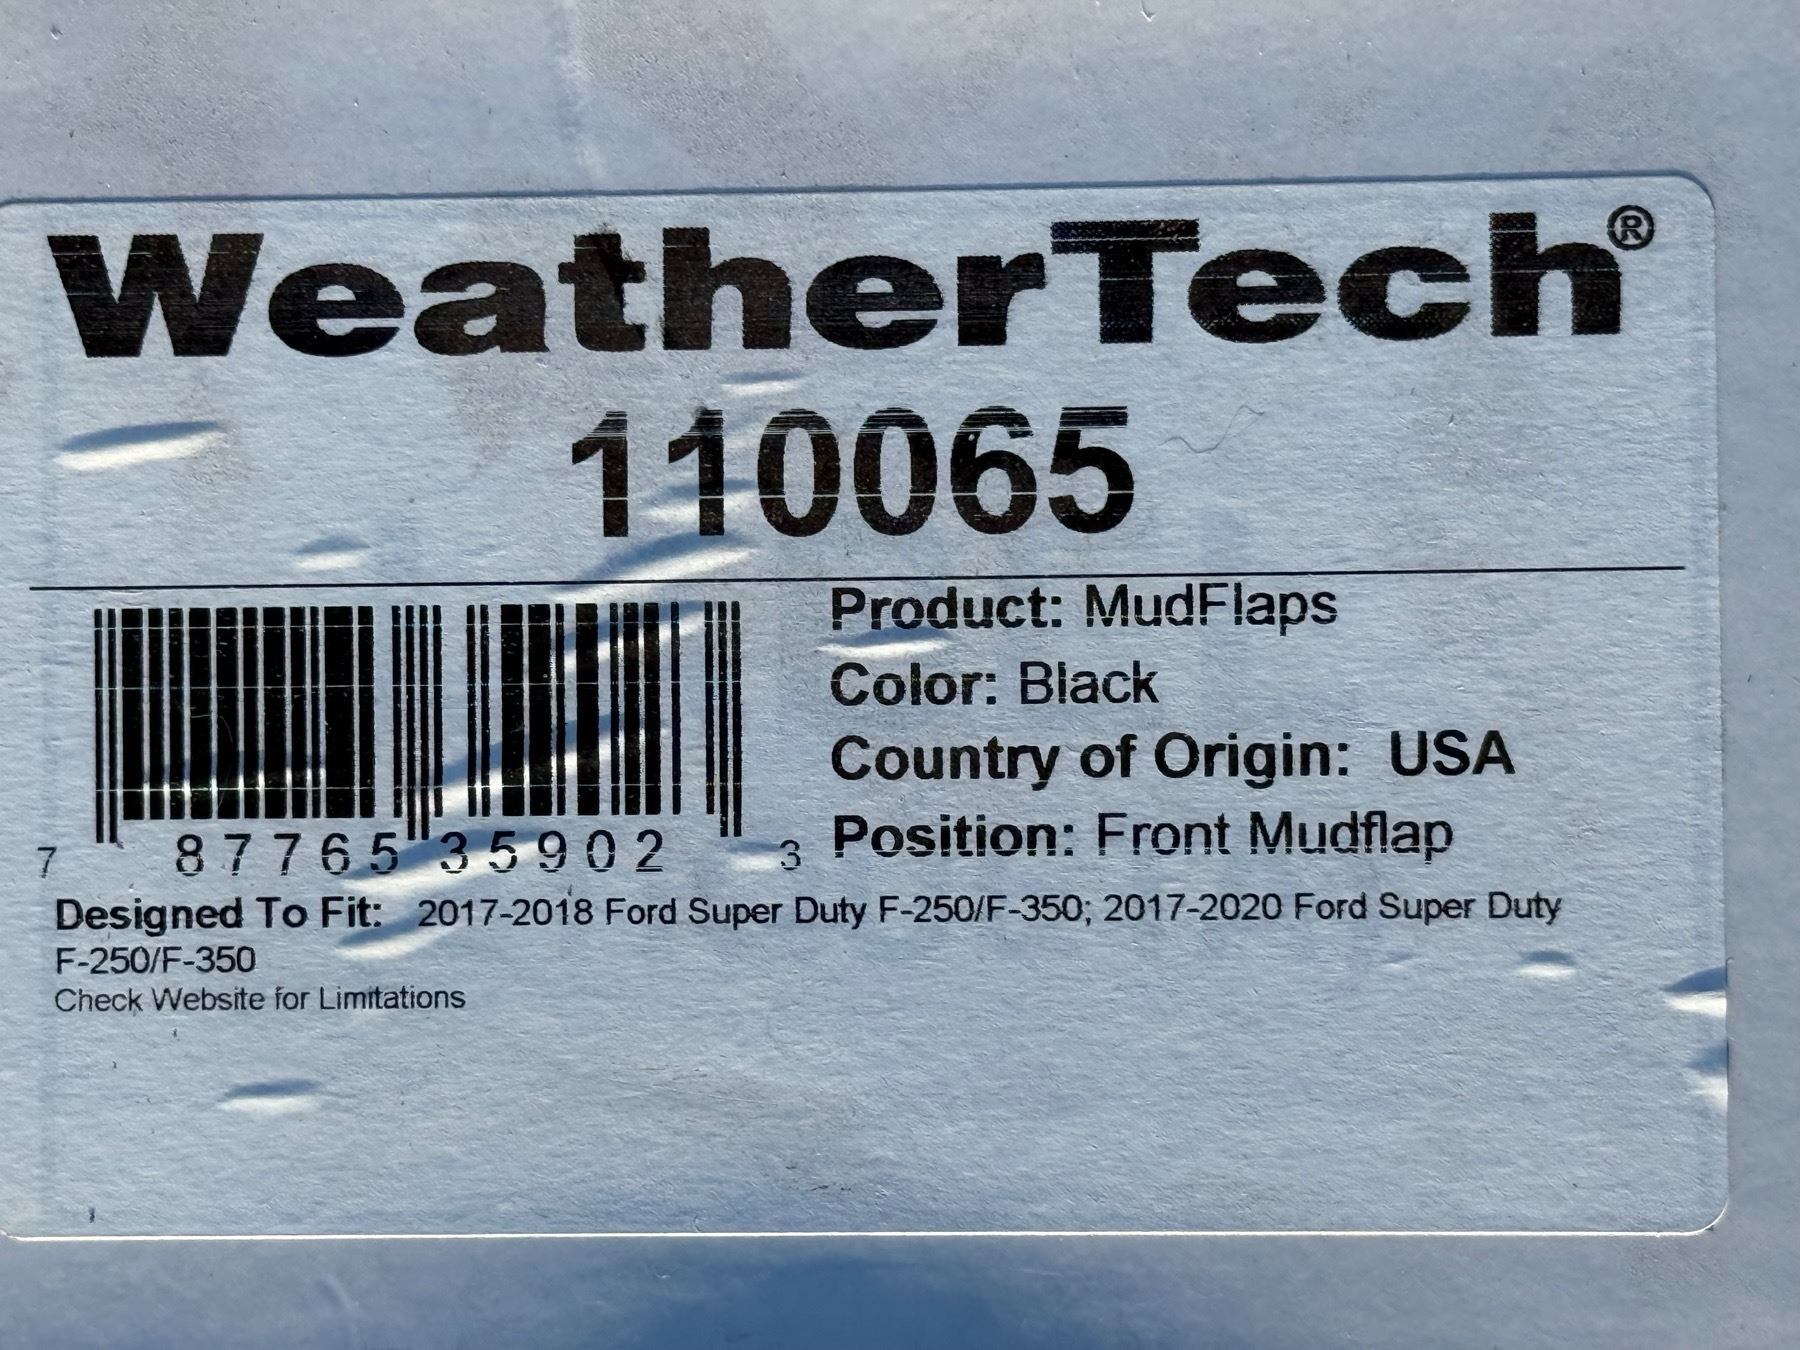 WeatherTech®
110065
Product: MudFlaps
Color: Black
Country of Origin: USA
Position: Front Mudflap
7 87765 35902 3
Designed To Fit: 2017-2018 Ford Super Duty F-250/F-350; 2017-2020 Ford Super Duty
F-250/F-350
Check Website for Limitations